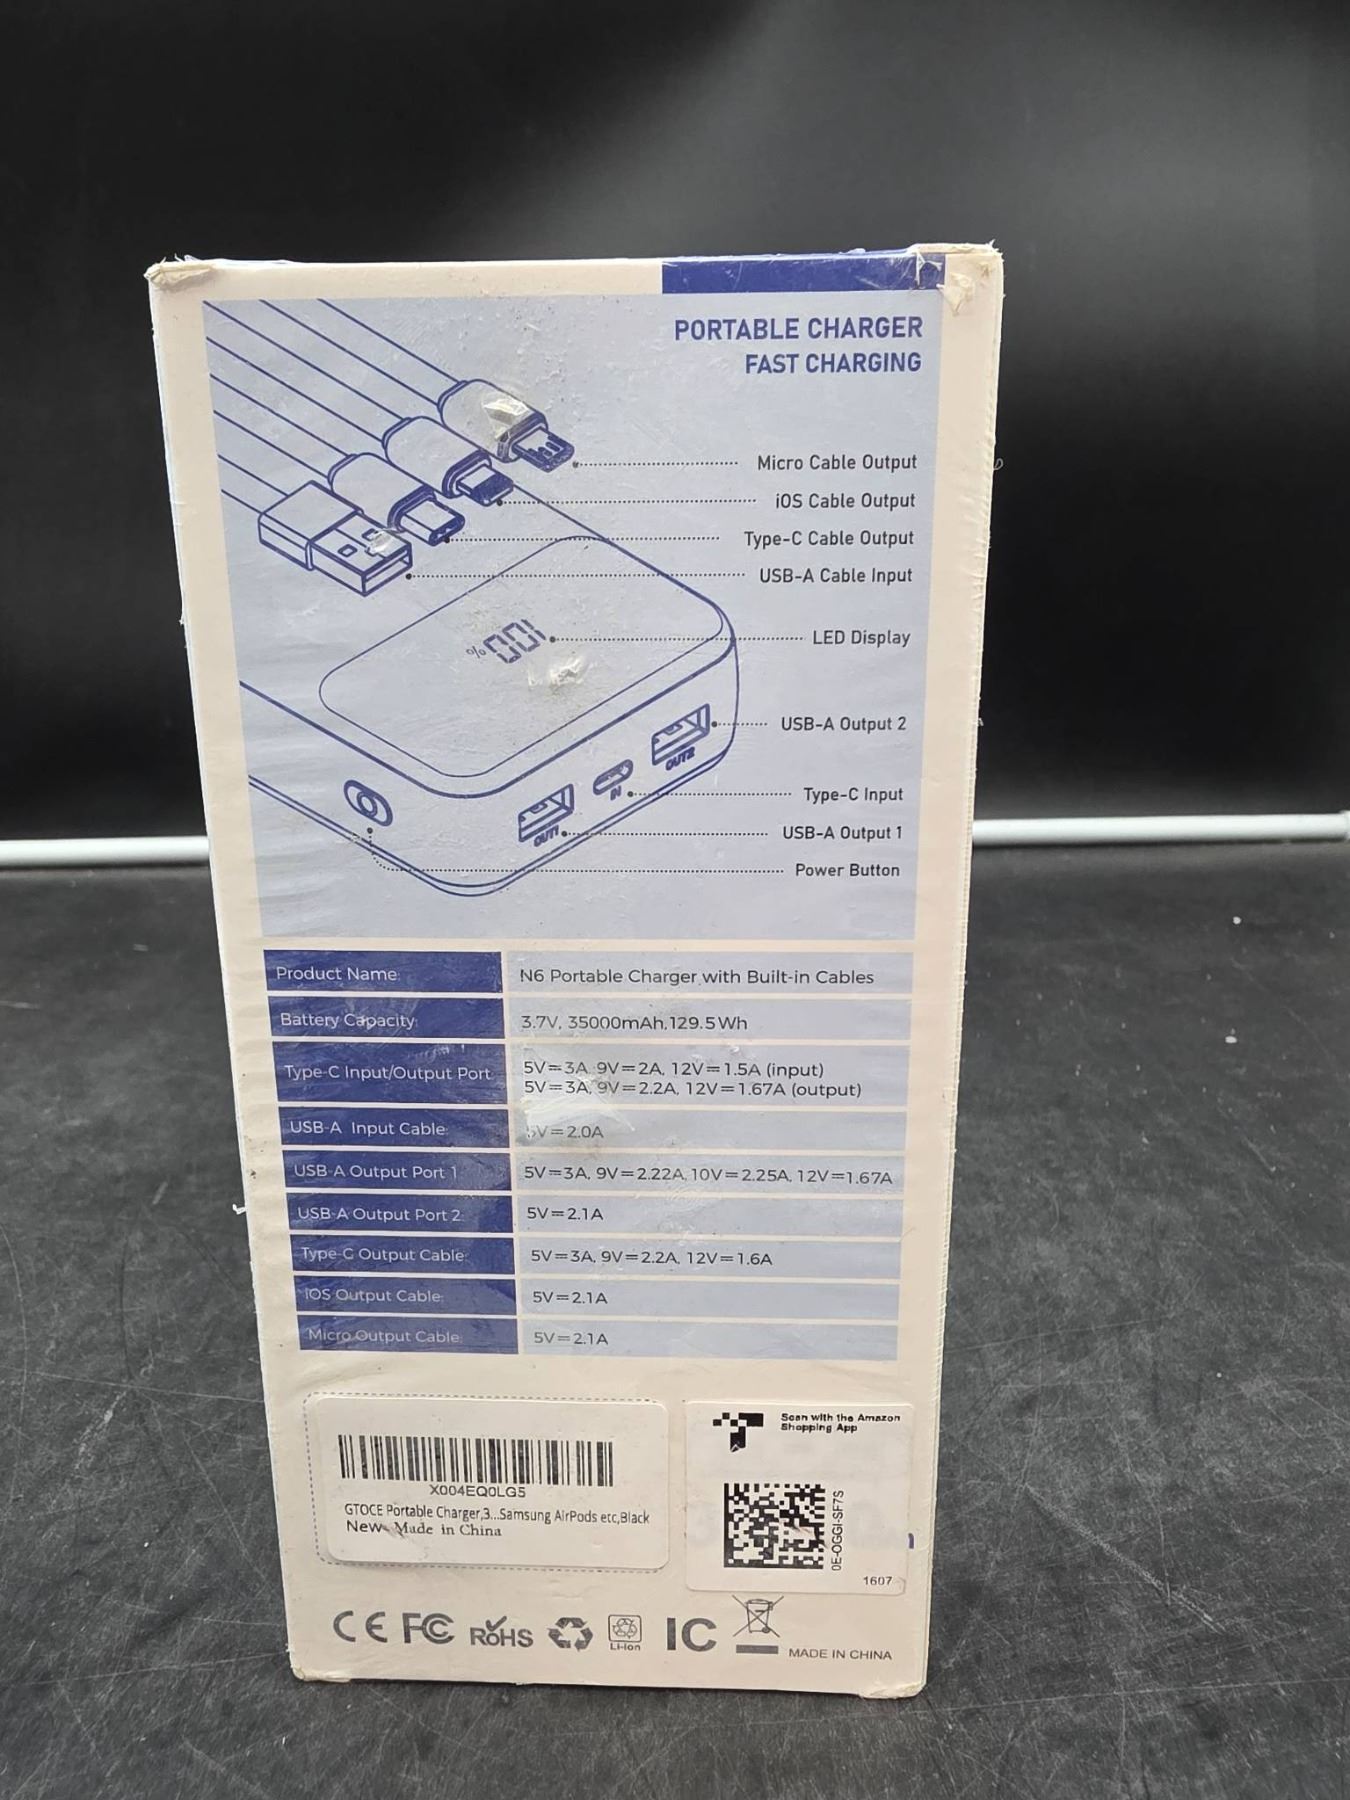 PORTABLE CHARGER
FAST CHARGING
Micro Cable Output
iOS Cable Output
Type-C Cable Output
USB-A Cable Input
100%
LED Display
USB-A Output 2
OUT2
Type-C Input
IN
USB-A Output 1
OUT1
Power Button
Product Name: N6 Portable Charger with Built-in Cables
Battery Capacity: 3.7V, 35000mAh,129.5Wh
Type-C Input/Output Port: 5V=3A, 9V=2A, 12V=1.5A (input)
5V=3A, 9V=2.2A, 12V=1.67A (output)
USB-A Input Cable: 5V=2.0A
USB-A Output Port 1: 5V=3A, 9V=2.22A, 10V=2.25A, 12V=1.67A
USB-A Output Port 2: 5V=2.1A
Type-C Output Cable: 5V=3A, 9V=2.2A, 12V=1.6A
iOS Output Cable: 5V=2.1A
Micro Output Cable: 5V=2.1A
X004EQ0LG5
GTOCE Portable Charger,3...Samsung AirPods etc,Black
New Made in China
Scan with the Amazon
Shopping App
0E-OGGI-SF7S
1607
CE FC RoHS Li-ion IC
MADE IN CHINA